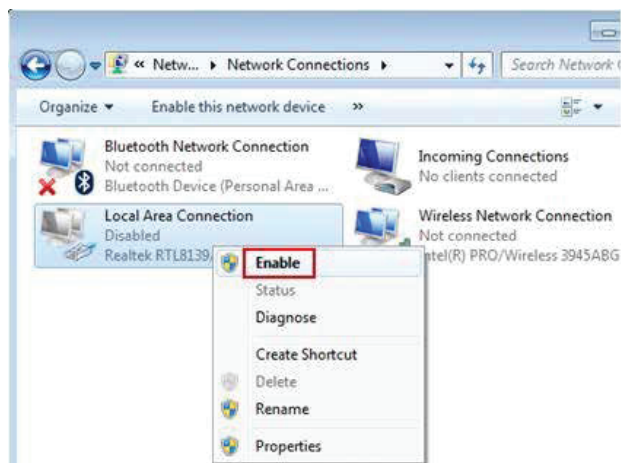 « Netw... ▸ Network Connections ▸ Search Network
Organize Enable this network device »
Bluetooth Network Connection
Not connected
Bluetooth Device (Personal Area ...
Incoming Connections
No clients connected
Local Area Connection
Disabled
Realtek RTL8139
Wireless Network Connection
Not connected
ntel(R) PRO/Wireless 3945ABG
Enable
Status
Diagnose
Create Shortcut
Delete
Rename
Properties